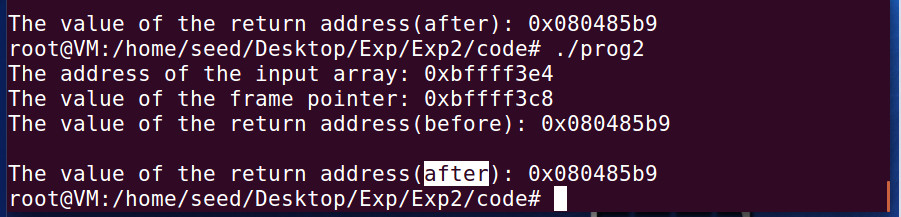 The value of the return address(after): 0x080485b9
root@VM:/home/seed/Desktop/Exp/Exp2/code# ./prog2
The address of the input array: 0xbffff3e4
The value of the frame pointer: 0xbffff3c8
The value of the return address(before): 0x080485b9
The value of the return address(after): 0x080485b9
root@VM:/home/seed/Desktop/Exp/Exp2/code#